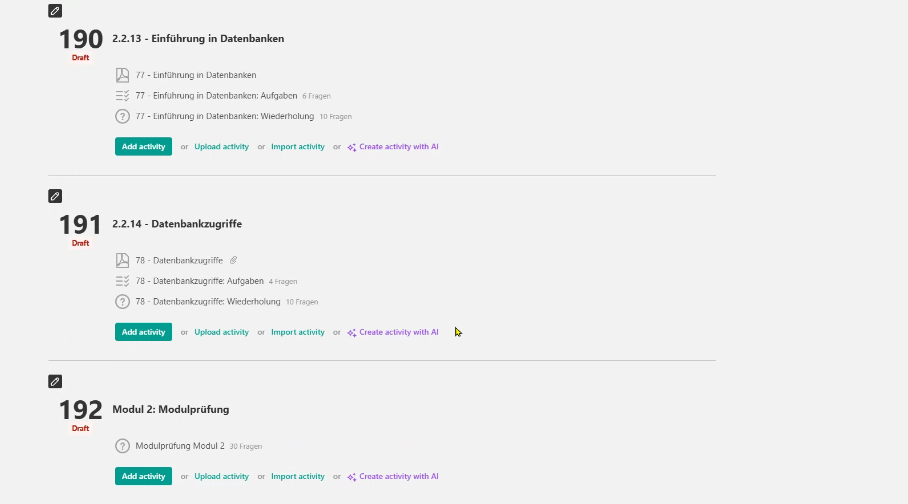 190 2.2.13 - Einführung in Datenbanken
Draft
77 - Einführung in Datenbanken
77 - Einführung in Datenbanken: Aufgaben 6 Fragen
77 - Einführung in Datenbanken: Wiederholung 10 Fragen
Add activity or Upload activity or Import activity or Create activity with AI
191 2.2.14 - Datenbankzugriffe
Draft
78 - Datenbankzugriffe
78 - Datenbankzugriffe: Aufgaben 4 Fragen
78 - Datenbankzugriffe: Wiederholung 10 Fragen
Add activity or Upload activity or Import activity or Create activity with AI
192 Modul 2: Modulprüfung
Draft
Modulprüfung Modul 2 30 Fragen
Add activity or Upload activity or Import activity or Create activity with AI